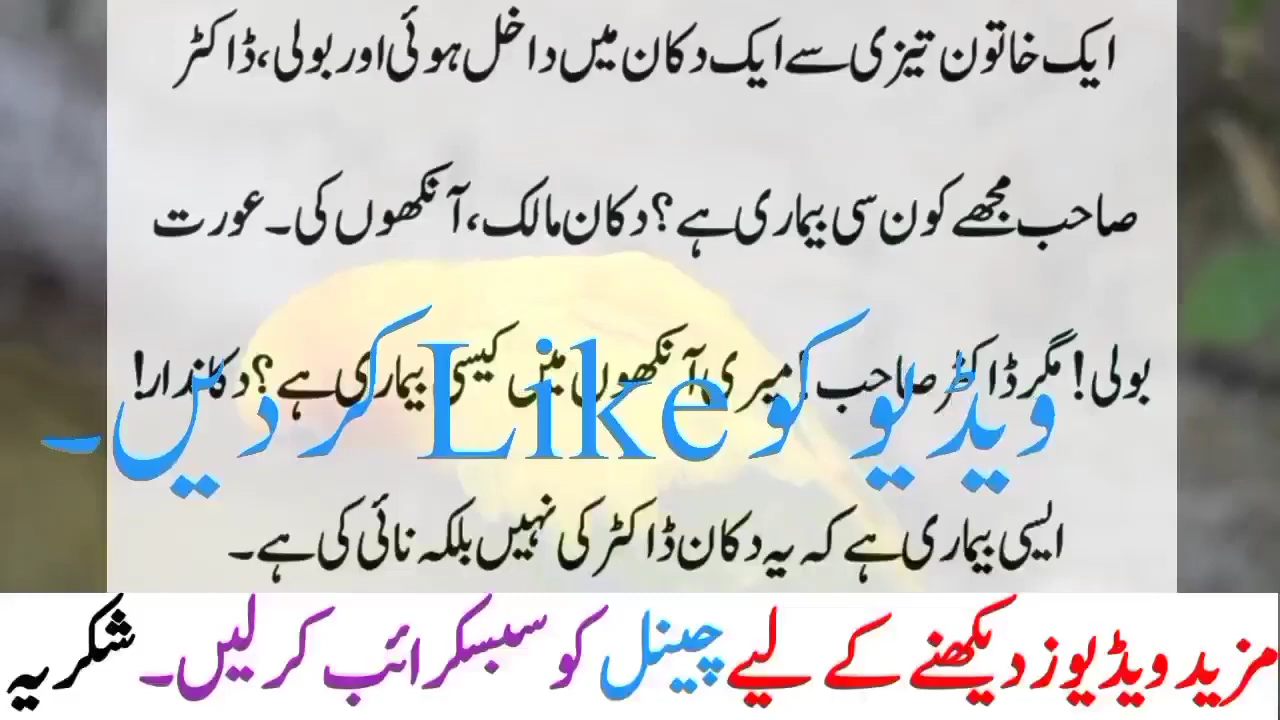 ایک خاتون تیزی سے ایک دکان میں داخل ہوئی اور بولی، ڈاکٹر
صاحب مجھے کون سی بیماری ہے؟ دکان مالک، آنکھوں کی۔ عورت
بولی! مگر ڈاکٹر صاحب! میری آنکھوں میں کیسی بیماری ہے؟ دکاندار!
ویڈیو کو Like کر دیں۔
ایسی بیماری ہے کہ یہ دکان ڈاکٹر کی نہیں بلکہ نائی کی ہے۔
مزید ویڈیوز دیکھنے کے لیے چینل کو سبسکرائب کر لیں۔ شکریہ